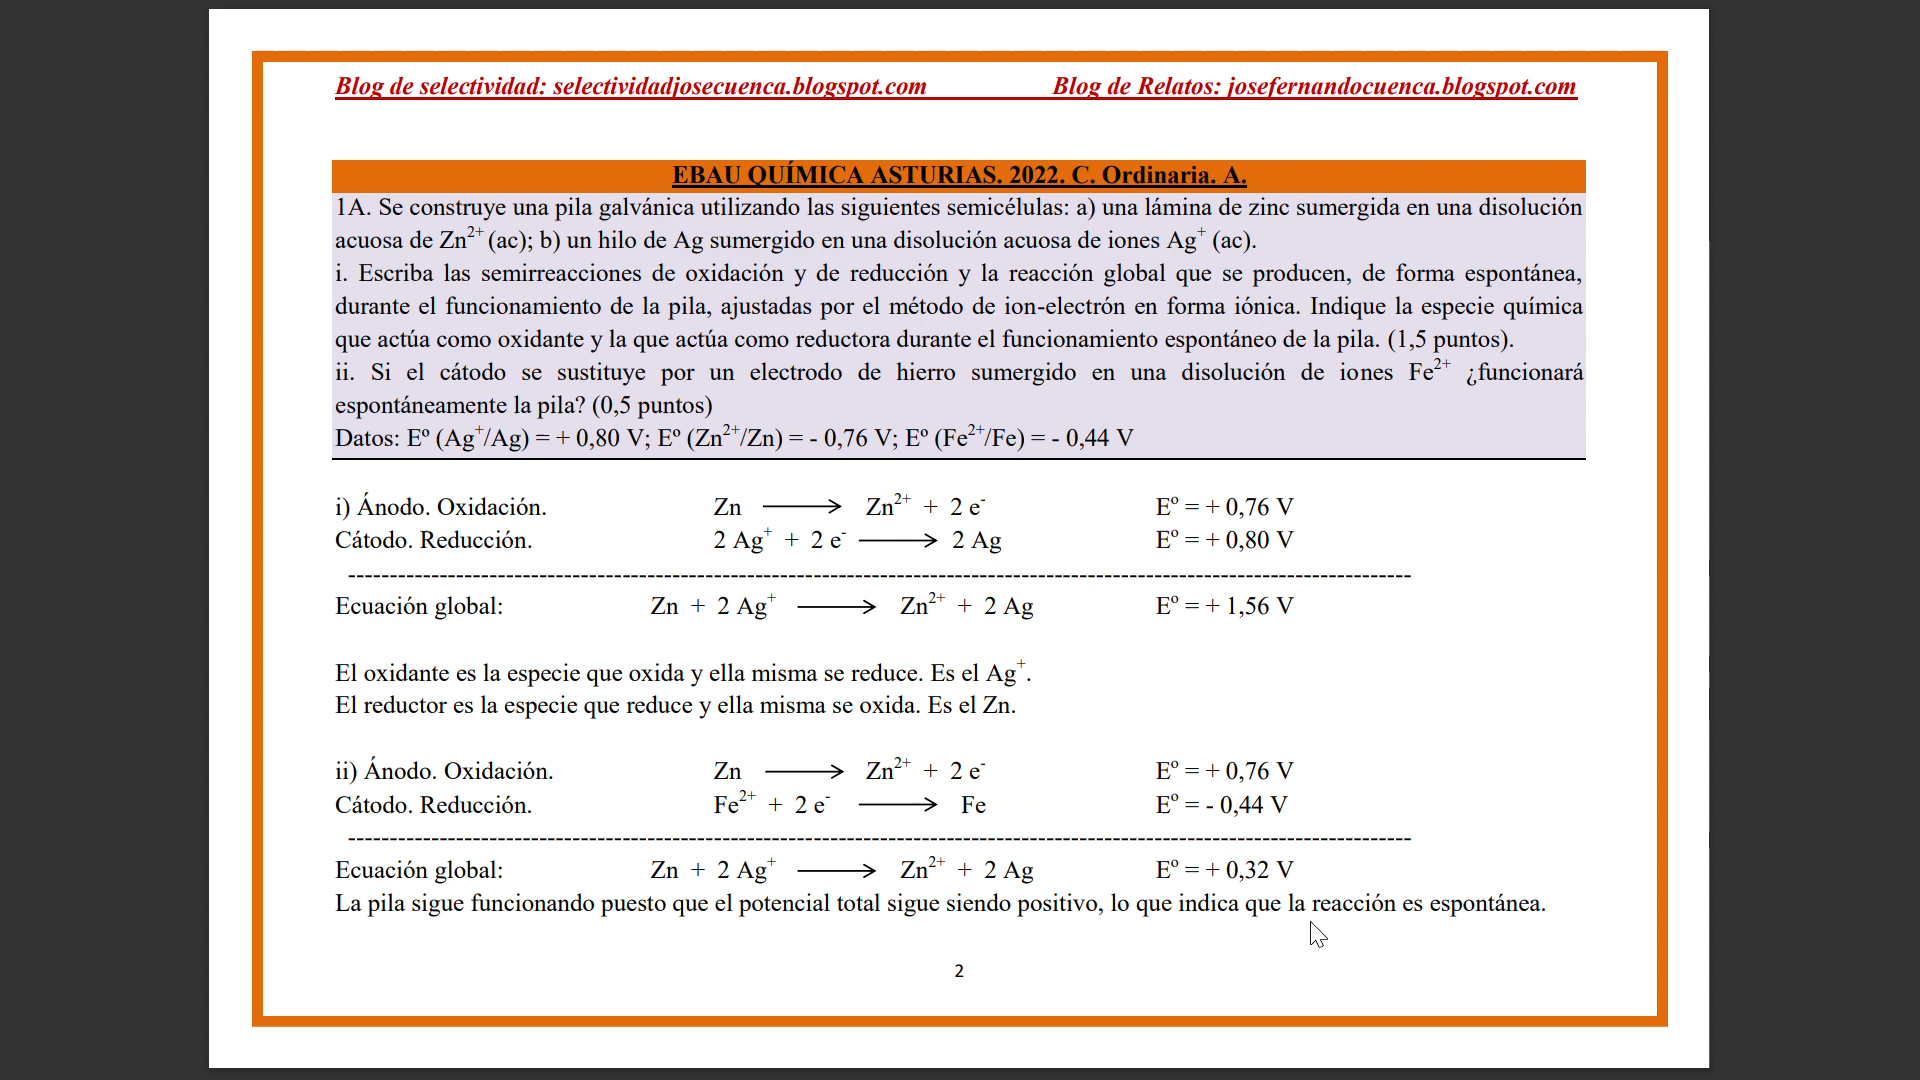 Blog de selectividad: selectividadjosecuenca.blogspot.com Blog de Relatos: josefernandocuenca.blogspot.com
EBAU QUÍMICA ASTURIAS. 2022. C. Ordinaria. A.
1A. Se construye una pila galvánica utilizando las siguientes semicélulas: a) una lámina de zinc sumergida en una disolución
acuosa de Zn²⁺ (ac); b) un hilo de Ag sumergido en una disolución acuosa de iones Ag⁺ (ac).
i. Escriba las semirreacciones de oxidación y de reducción y la reacción global que se producen, de forma espontánea,
durante el funcionamiento de la pila, ajustadas por el método de ion-electrón en forma iónica. Indique la especie química
que actúa como oxidante y la que actúa como reductora durante el funcionamiento espontáneo de la pila. (1,5 puntos).
ii. Si el cátodo se sustituye por un electrodo de hierro sumergido en una disolución de iones Fe²⁺ ¿funcionará
espontáneamente la pila? (0,5 puntos)
Datos: Eº (Ag⁺/Ag) = + 0,80 V; Eº (Zn²⁺/Zn) = - 0,76 V; Eº (Fe²⁺/Fe) = - 0,44 V
i) Ánodo. Oxidación. Zn ⟶ Zn²⁺ + 2 e⁻ Eº = + 0,76 V
Cátodo. Reducción. 2 Ag⁺ + 2 e⁻ ⟶ 2 Ag Eº = + 0,80 V
Ecuación global: Zn + 2 Ag⁺ ⟶ Zn²⁺ + 2 Ag Eº = + 1,56 V
El oxidante es la especie que oxida y ella misma se reduce. Es el Ag⁺.
El reductor es la especie que reduce y ella misma se oxida. Es el Zn.
ii) Ánodo. Oxidación. Zn ⟶ Zn²⁺ + 2 e⁻ Eº = + 0,76 V
Cátodo. Reducción. Fe²⁺ + 2 e⁻ ⟶ Fe Eº = - 0,44 V
Ecuación global: Zn + 2 Ag⁺ ⟶ Zn²⁺ + 2 Ag Eº = + 0,32 V
La pila sigue funcionando puesto que el potencial total sigue siendo positivo, lo que indica que la reacción es espontánea.
2